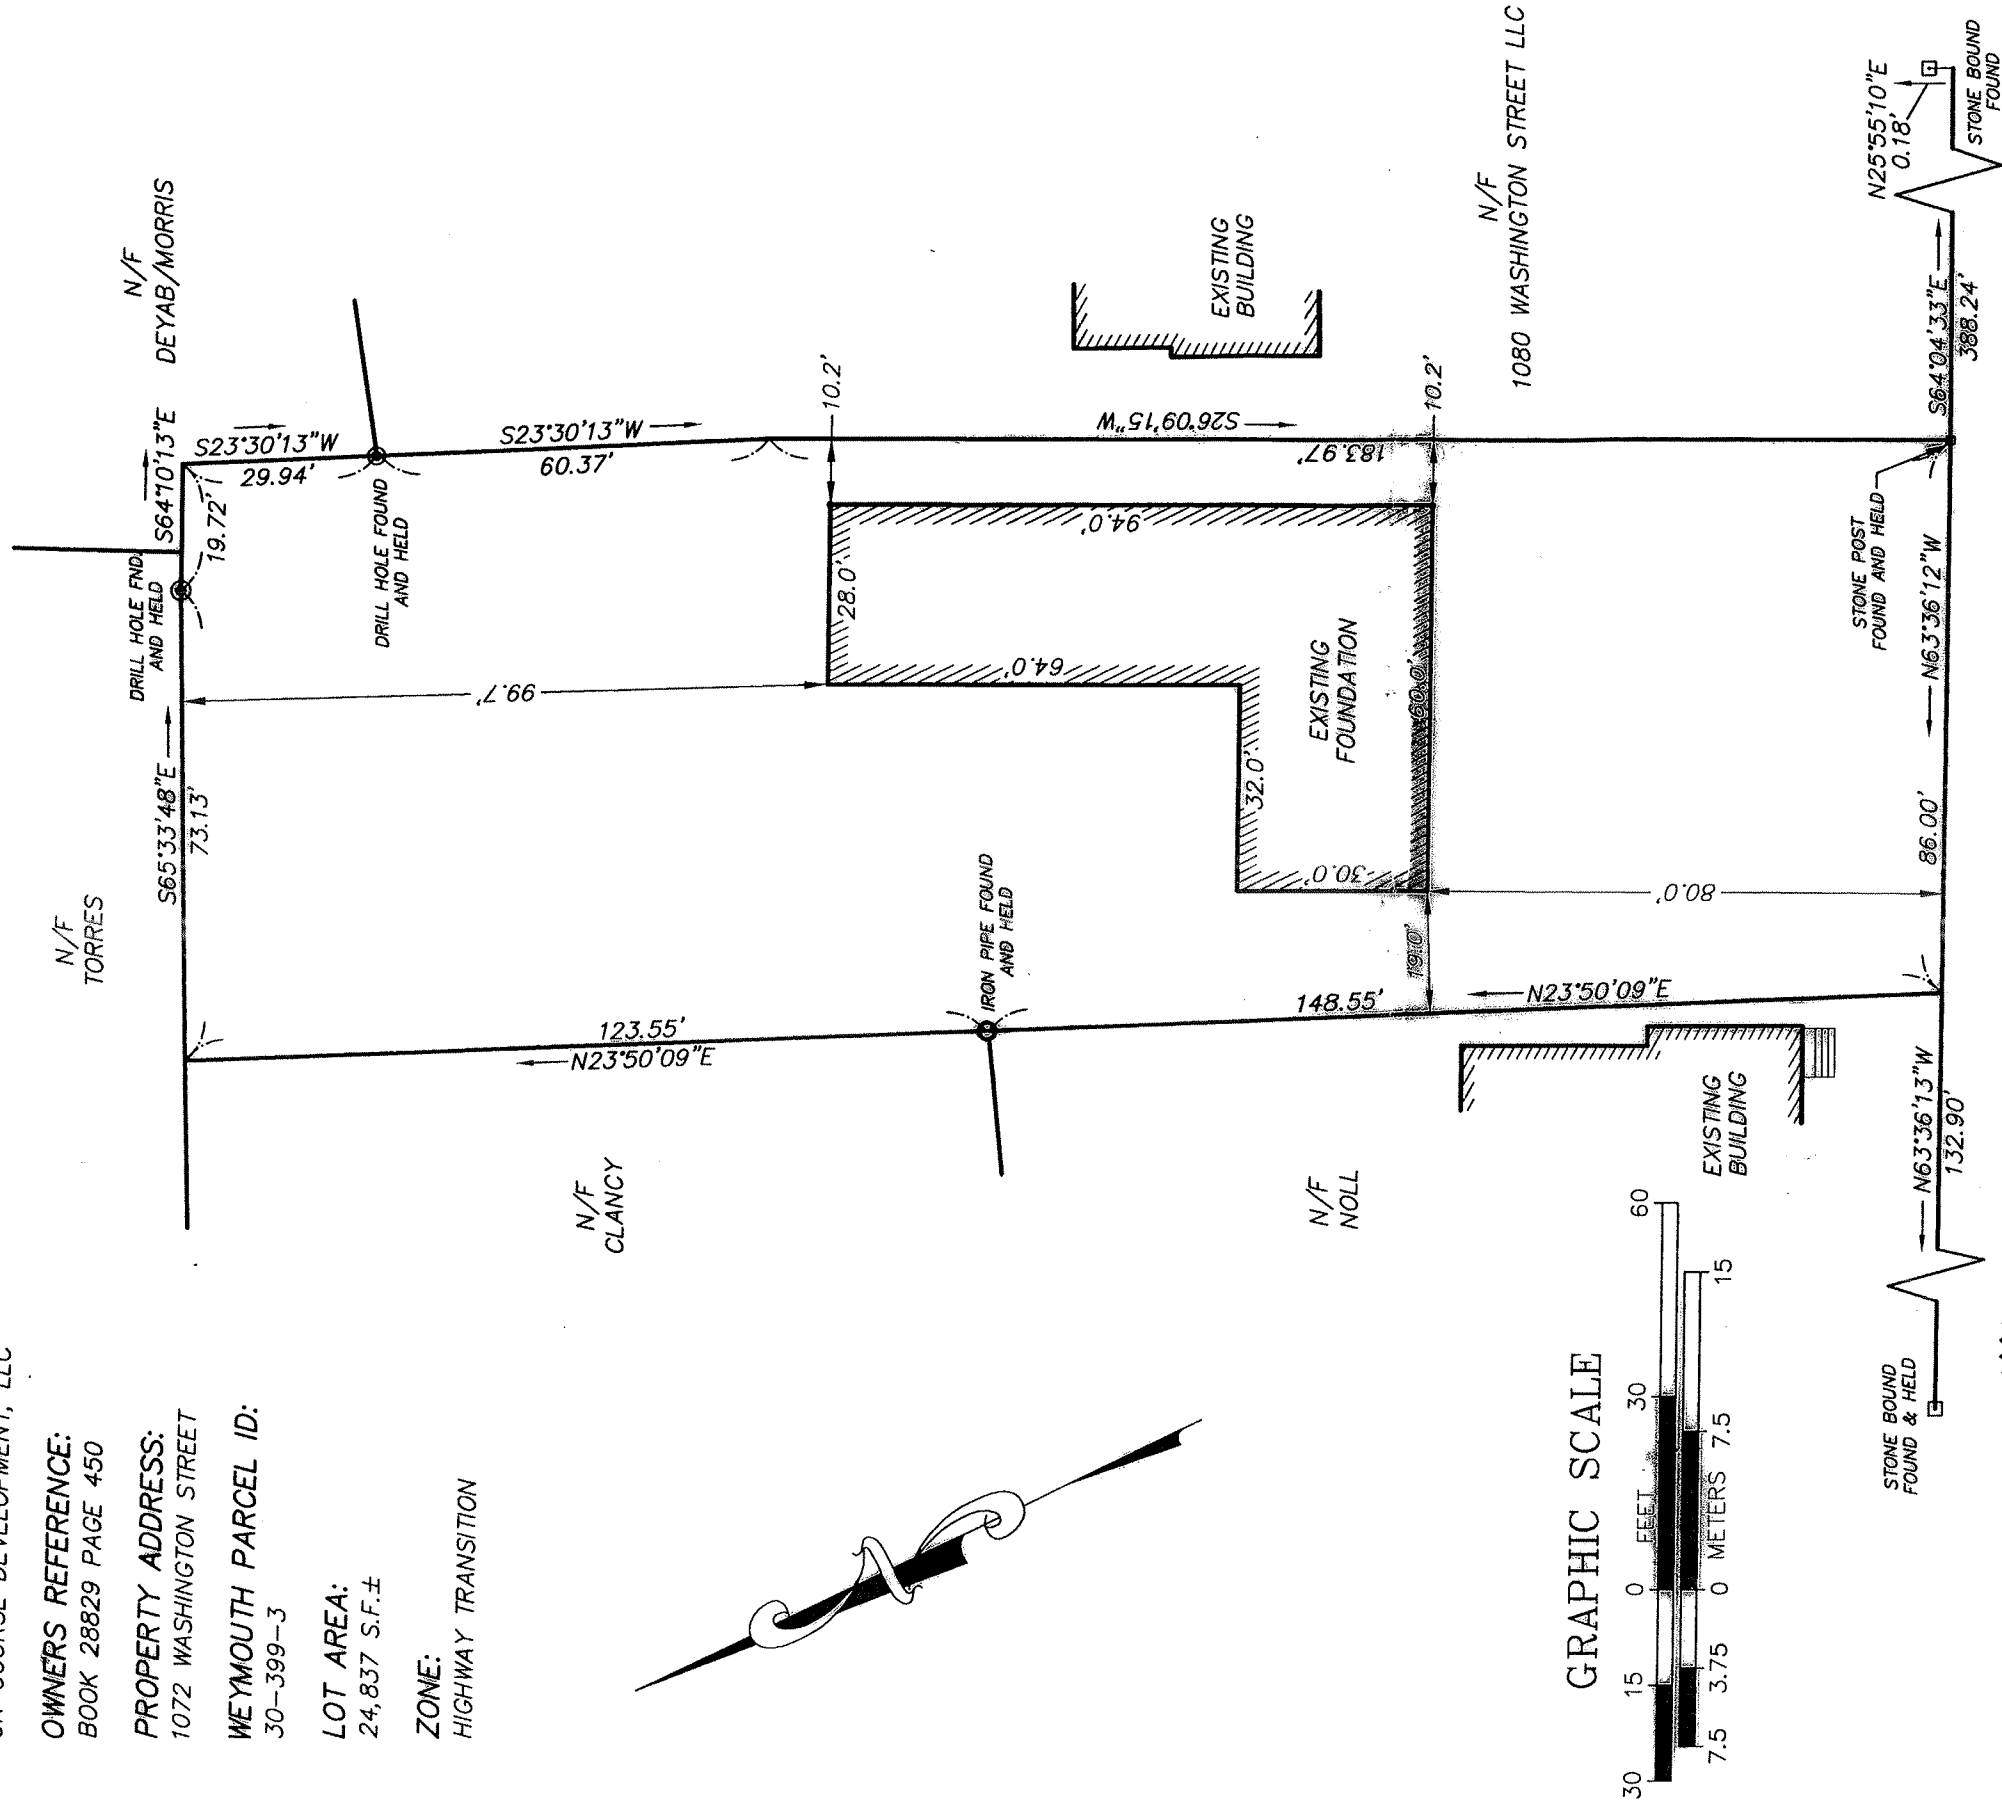 OWNERS REFERENCE:
BOOK 28829 PAGE 450
PROPERTY ADDRESS:
1072 WASHINGTON STREET
WEYMOUTH PARCEL ID:
30-399-3
LOT AREA:
24,837 S.F.±
ZONE:
HIGHWAY TRANSITION
N/F
TORRES
N/F
DEYAB/MORRIS
S65°33'48"E
73.13'
DRILL HOLE FND.
AND HELD
S64°10'13"E
19.72'
S23°30'13"W
29.94'
DRILL HOLE FOUND
AND HELD
S23°30'13"W
60.37'
99.7'
10.2'
28.0'
94.0'
64.0'
32.0'
30.0'
60.0'
EXISTING
FOUNDATION
S26°09'15"W
183.97'
10.2'
EXISTING
BUILDING
N/F
1080 WASHINGTON STREET LLC
123.55'
N23°50'09"E
IRON PIPE FOUND
AND HELD
N/F
CLANCY
148.55'
N23°50'09"E
19.0'
80.0'
N/F
NOLL
EXISTING
BUILDING
STONE POST
FOUND AND HELD
N63°36'12"W
86.00'
S64°04'33"E
388.24'
N25°55'10"E
0.18'
STONE BOUND
FOUND
N63°36'13"W
132.90'
STONE BOUND
FOUND & HELD
GRAPHIC SCALE
30 15 0 FEET 30 60
7.5 3.75 0 METERS 7.5 15